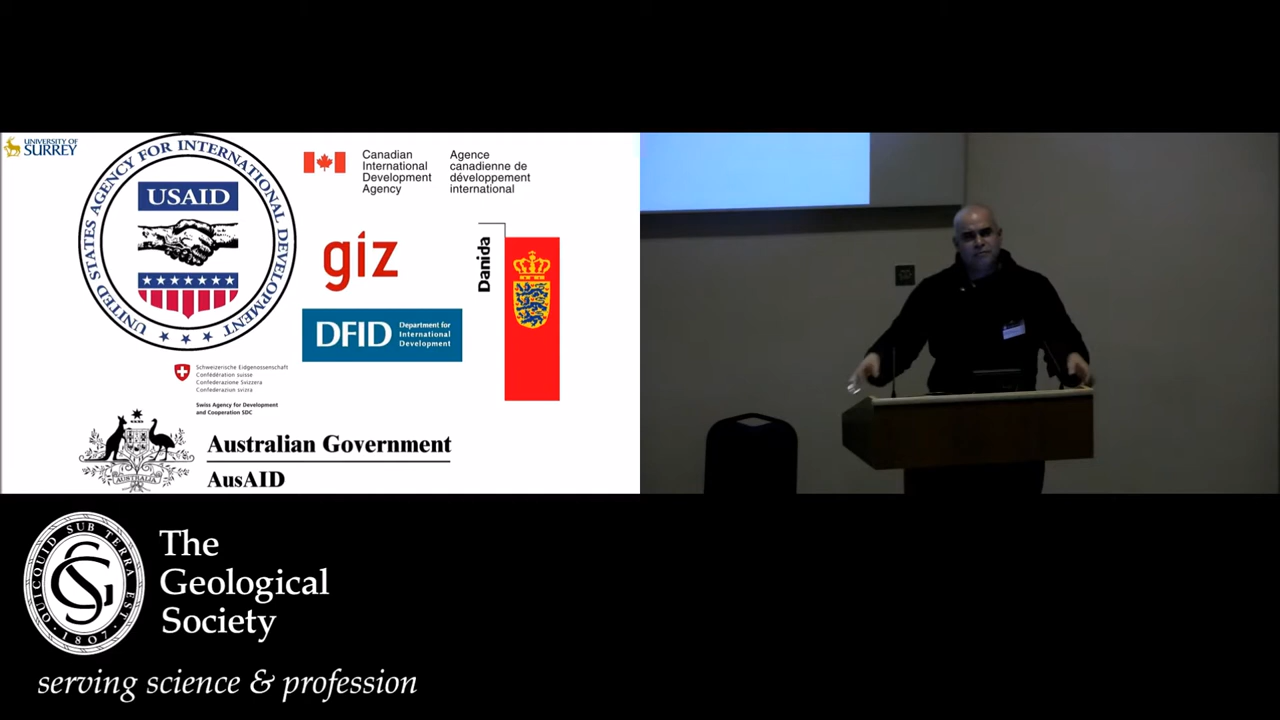 UNIVERSITY OF
SURREY
UNITED STATES AGENCY FOR INTERNATIONAL DEVELOPMENT
USAID
Canadian
International
Development
Agency
Agence
canadienne de
développement
international
giz
Danida
DFID
Department for
International
Development
Schweizerische Eidgenossenschaft
Confédération suisse
Confederazione Svizzera
Confederaziun svizra
Swiss Agency for Development
and Cooperation SDC
AUSTRALIA
Australian Government
AusAID
QUICQUID SUB TERRA EST
1807
The
Geological
Society
serving science & profession